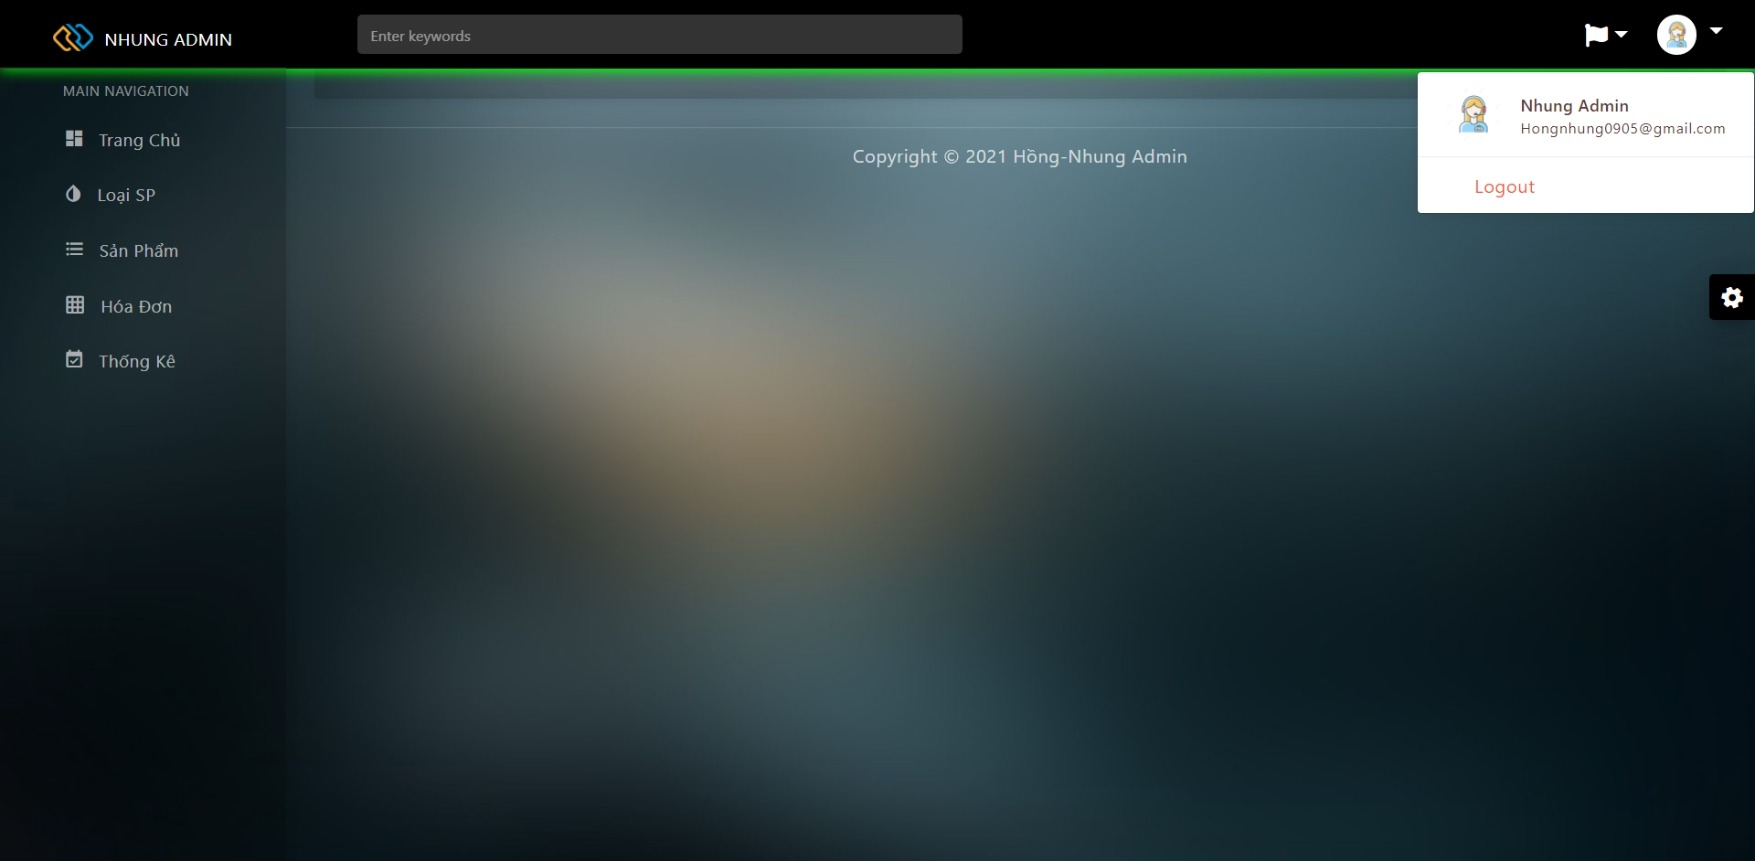 NHUNG ADMIN
Enter keywords
MAIN NAVIGATION
Trang Chủ
Loại SP
Sản Phẩm
Hóa Đơn
Thống Kê
Copyright © 2021 Hồng-Nhung Admin
Nhung Admin
Hongnhung0905@gmail.com
Logout